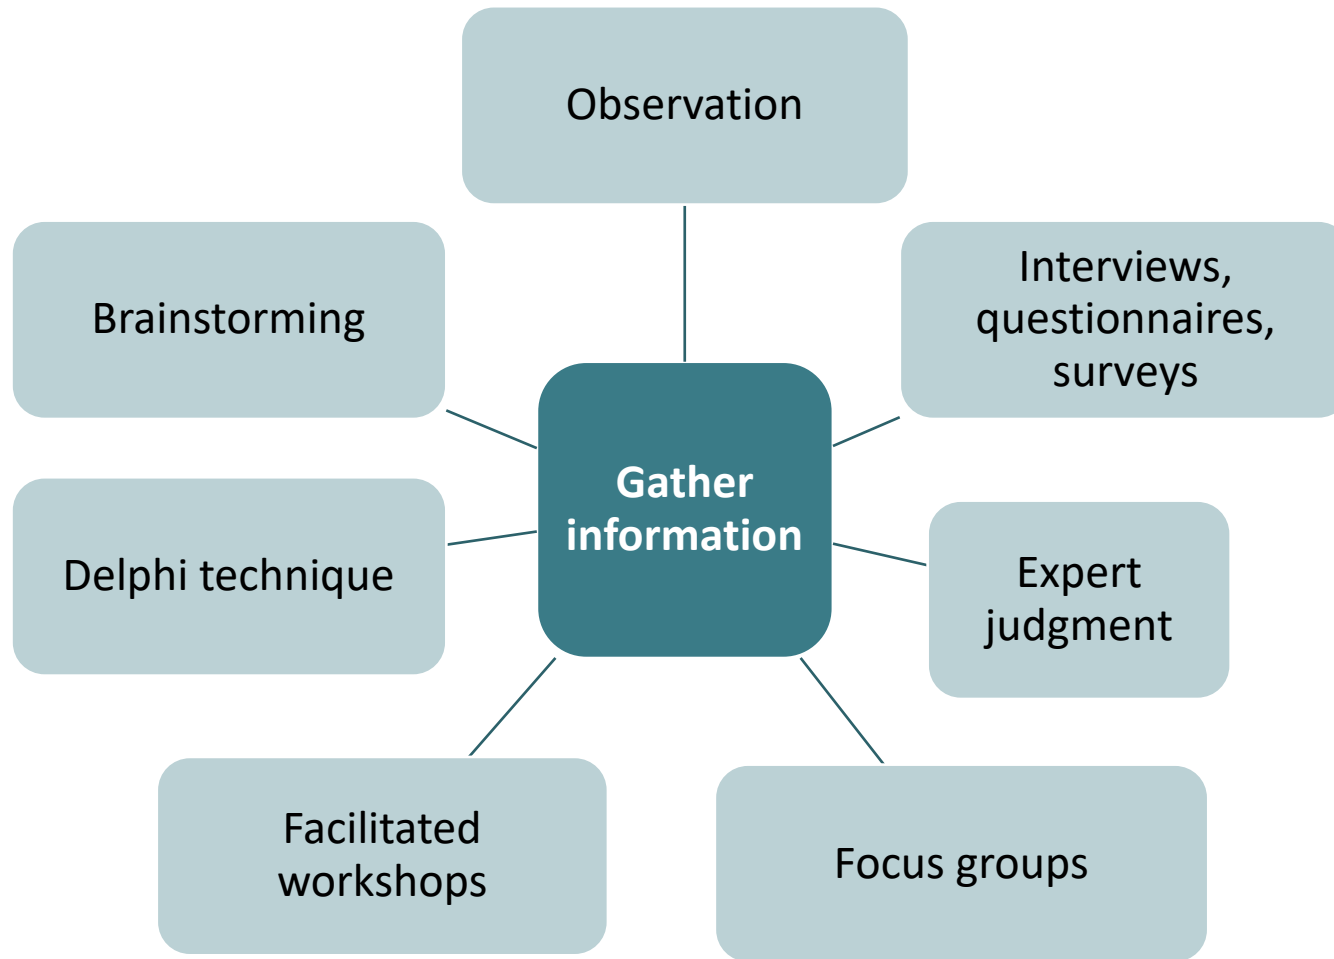 Observation
Brainstorming
Interviews,
questionnaires,
surveys
Gather
information
Delphi technique
Expert
judgment
Facilitated
workshops
Focus groups